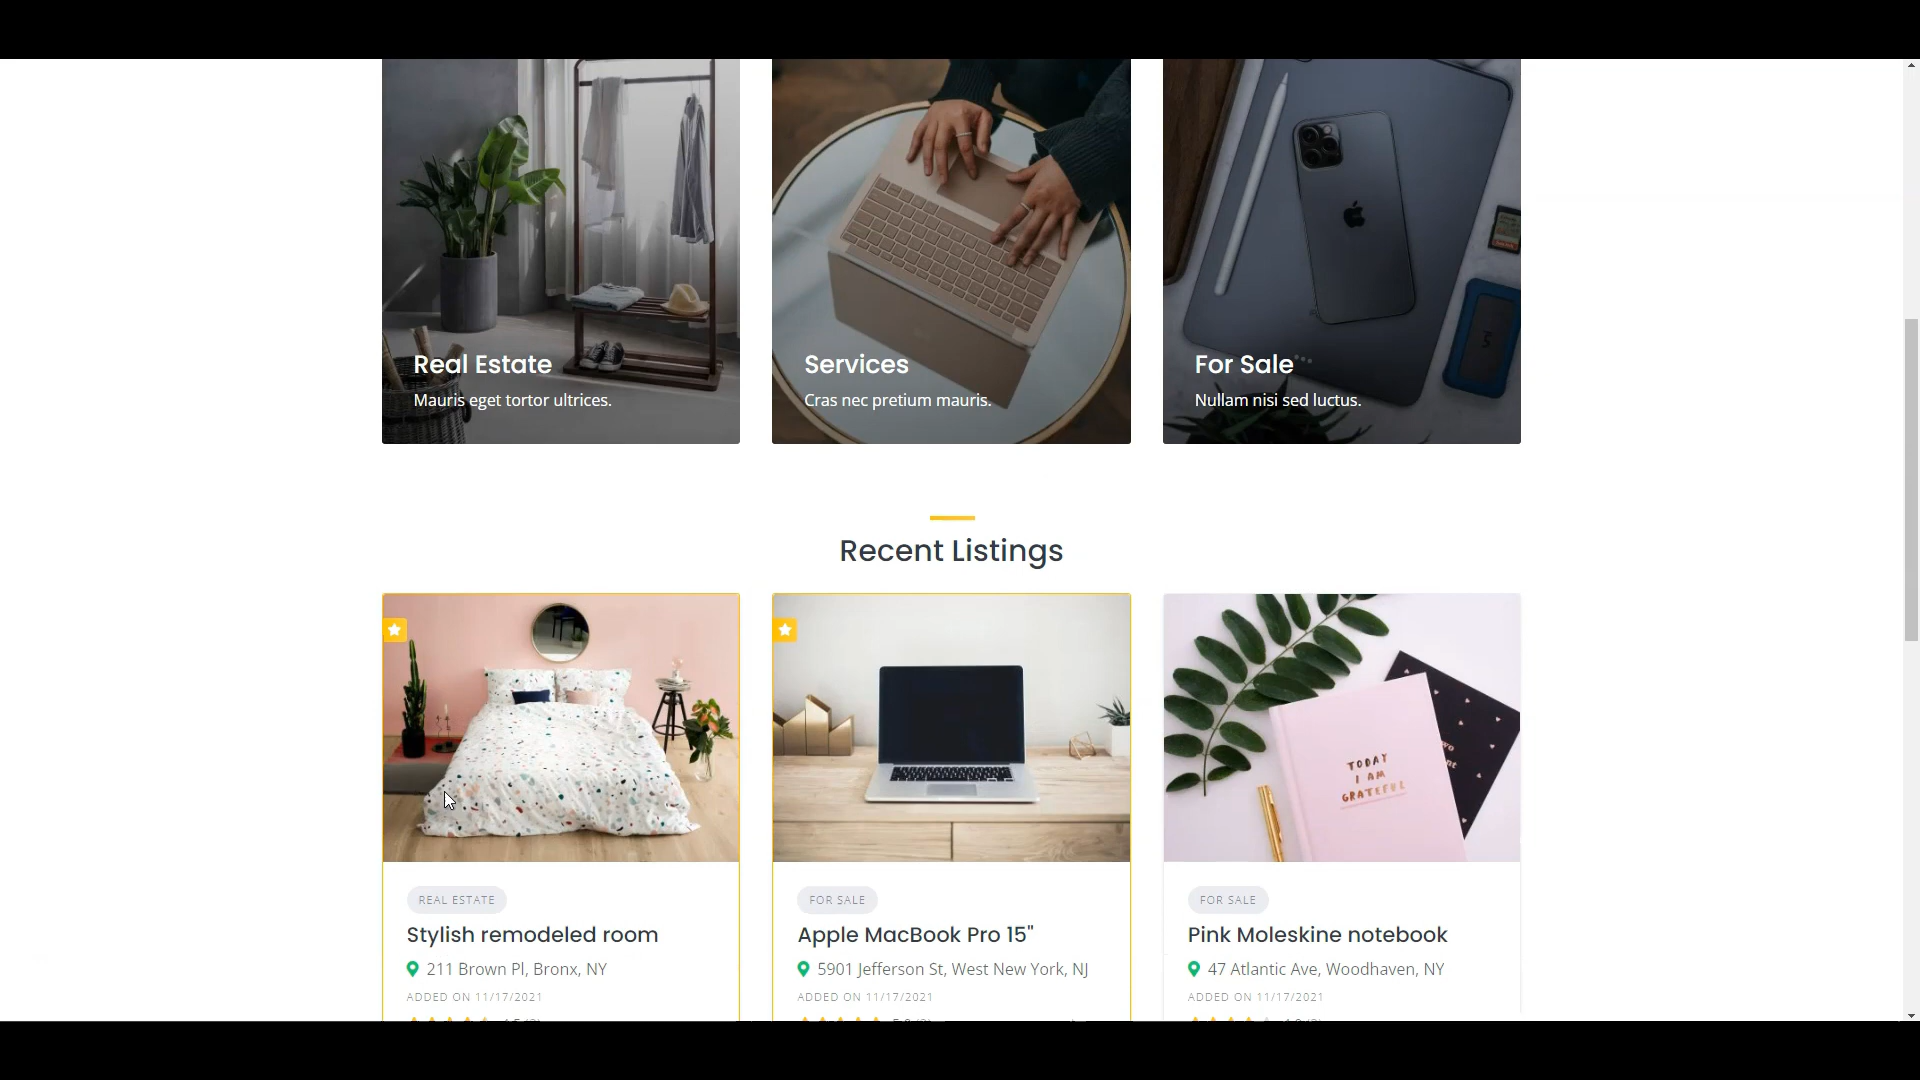 Real Estate
Mauris eget tortor ultrices.
Services
Cras nec pretium mauris.
For Sale
Nullam nisi sed luctus.
Recent Listings
TODAY
I AM
GRATEFUL
REAL ESTATE
Stylish remodeled room
211 Brown Pl, Bronx, NY
ADDED ON 11/17/2021
FOR SALE
Apple MacBook Pro 15"
5901 Jefferson St, West New York, NJ
ADDED ON 11/17/2021
FOR SALE
Pink Moleskine notebook
47 Atlantic Ave, Woodhaven, NY
ADDED ON 11/17/2021